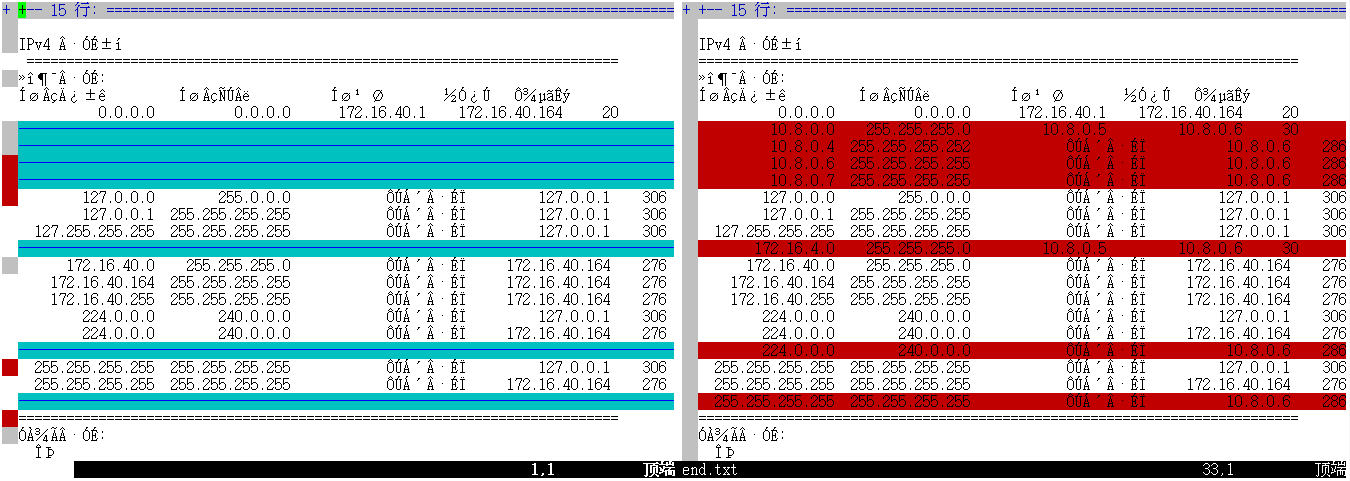 + +-- 15 行: ======================================================================
IPv4 Â·ÓÉ±í
===========================================================================
»î¶¯Â·ÓÉ:
ÍøÂçÄ¿±ê ÍøÂçÑÚÂë Íø¹Ø ½Ó¿Ú Ô¾µãÊý
0.0.0.0 0.0.0.0 172.16.40.1 172.16.40.164 20
127.0.0.0 255.0.0.0 ÔÚÁ´Â·ÉÏ 127.0.0.1 306
127.0.0.1 255.255.255.255 ÔÚÁ´Â·ÉÏ 127.0.0.1 306
127.255.255.255 255.255.255.255 ÔÚÁ´Â·ÉÏ 127.0.0.1 306
172.16.40.0 255.255.255.0 ÔÚÁ´Â·ÉÏ 172.16.40.164 276
172.16.40.164 255.255.255.255 ÔÚÁ´Â·ÉÏ 172.16.40.164 276
172.16.40.255 255.255.255.255 ÔÚÁ´Â·ÉÏ 172.16.40.164 276
224.0.0.0 240.0.0.0 ÔÚÁ´Â·ÉÏ 127.0.0.1 306
224.0.0.0 240.0.0.0 ÔÚÁ´Â·ÉÏ 172.16.40.164 276
255.255.255.255 255.255.255.255 ÔÚÁ´Â·ÉÏ 127.0.0.1 306
255.255.255.255 255.255.255.255 ÔÚÁ´Â·ÉÏ 172.16.40.164 276
===========================================================================
ÓÀ¾ÃÂ·ÓÉ:
ÎÞ
1,1 顶端
+ +-- 15 行: ======================================================================
IPv4 Â·ÓÉ±í
===========================================================================
»î¶¯Â·ÓÉ:
ÍøÂçÄ¿±ê ÍøÂçÑÚÂë Íø¹Ø ½Ó¿Ú Ô¾µãÊý
0.0.0.0 0.0.0.0 172.16.40.1 172.16.40.164 20
10.8.0.0 255.255.255.0 10.8.0.5 10.8.0.6 30
10.8.0.4 255.255.255.252 ÔÚÁ´Â·ÉÏ 10.8.0.6 286
10.8.0.6 255.255.255.255 ÔÚÁ´Â·ÉÏ 10.8.0.6 286
10.8.0.7 255.255.255.255 ÔÚÁ´Â·ÉÏ 10.8.0.6 286
127.0.0.0 255.0.0.0 ÔÚÁ´Â·ÉÏ 127.0.0.1 306
127.0.0.1 255.255.255.255 ÔÚÁ´Â·ÉÏ 127.0.0.1 306
127.255.255.255 255.255.255.255 ÔÚÁ´Â·ÉÏ 127.0.0.1 306
172.16.4.0 255.255.255.0 10.8.0.5 10.8.0.6 30
172.16.40.0 255.255.255.0 ÔÚÁ´Â·ÉÏ 172.16.40.164 276
172.16.40.164 255.255.255.255 ÔÚÁ´Â·ÉÏ 172.16.40.164 276
172.16.40.255 255.255.255.255 ÔÚÁ´Â·ÉÏ 172.16.40.164 276
224.0.0.0 240.0.0.0 ÔÚÁ´Â·ÉÏ 127.0.0.1 306
224.0.0.0 240.0.0.0 ÔÚÁ´Â·ÉÏ 172.16.40.164 276
224.0.0.0 240.0.0.0 ÔÚÁ´Â·ÉÏ 10.8.0.6 286
255.255.255.255 255.255.255.255 ÔÚÁ´Â·ÉÏ 127.0.0.1 306
255.255.255.255 255.255.255.255 ÔÚÁ´Â·ÉÏ 172.16.40.164 276
255.255.255.255 255.255.255.255 ÔÚÁ´Â·ÉÏ 10.8.0.6 286
===========================================================================
ÓÀ¾ÃÂ·ÓÉ:
ÎÞ
end.txt 33,1 顶端